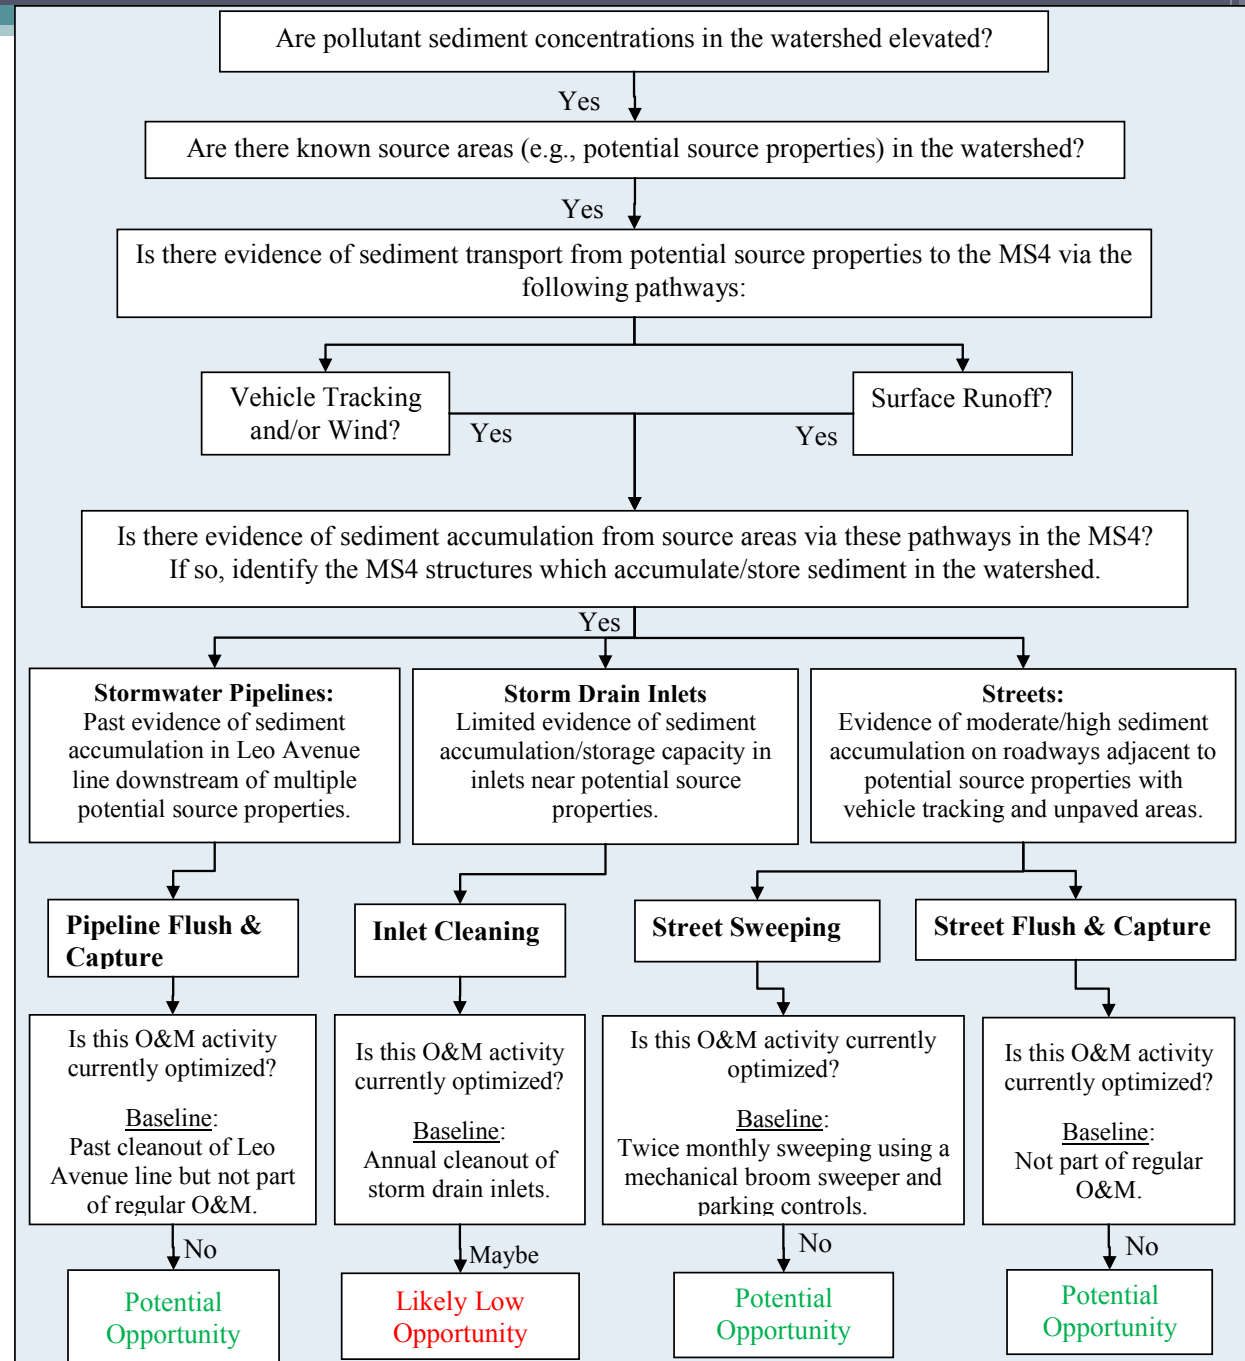 Are pollutant sediment concentrations in the watershed elevated?
Yes
Are there known source areas (e.g., potential source properties) in the watershed?
Yes
Is there evidence of sediment transport from potential source properties to the MS4 via the
following pathways:
Vehicle Tracking
and/or Wind?
Surface Runoff?
Yes
Yes
Is there evidence of sediment accumulation from source areas via these pathways in the MS4?
If so, identify the MS4 structures which accumulate/store sediment in the watershed.
Yes
Stormwater Pipelines:
Past evidence of sediment
accumulation in Leo Avenue
line downstream of multiple
potential source properties.
Storm Drain Inlets
Limited evidence of sediment
accumulation/storage capacity in
inlets near potential source
properties.
Streets:
Evidence of moderate/high sediment
accumulation on roadways adjacent to
potential source properties with
vehicle tracking and unpaved areas.
Pipeline Flush &
Capture
Inlet Cleaning
Street Sweeping
Street Flush & Capture
Is this O&M activity
currently optimized?
Baseline:
Past cleanout of Leo
Avenue line but not part
of regular O&M.
Is this O&M activity
currently optimized?
Baseline:
Annual cleanout of
storm drain inlets.
Is this O&M activity currently
optimized?
Baseline:
Twice monthly sweeping using a
mechanical broom sweeper and
parking controls.
Is this O&M activity
currently optimized?
Baseline:
Not part of regular
O&M.
No
Maybe
No
No
Potential
Opportunity
Likely Low
Opportunity
Potential
Opportunity
Potential
Opportunity